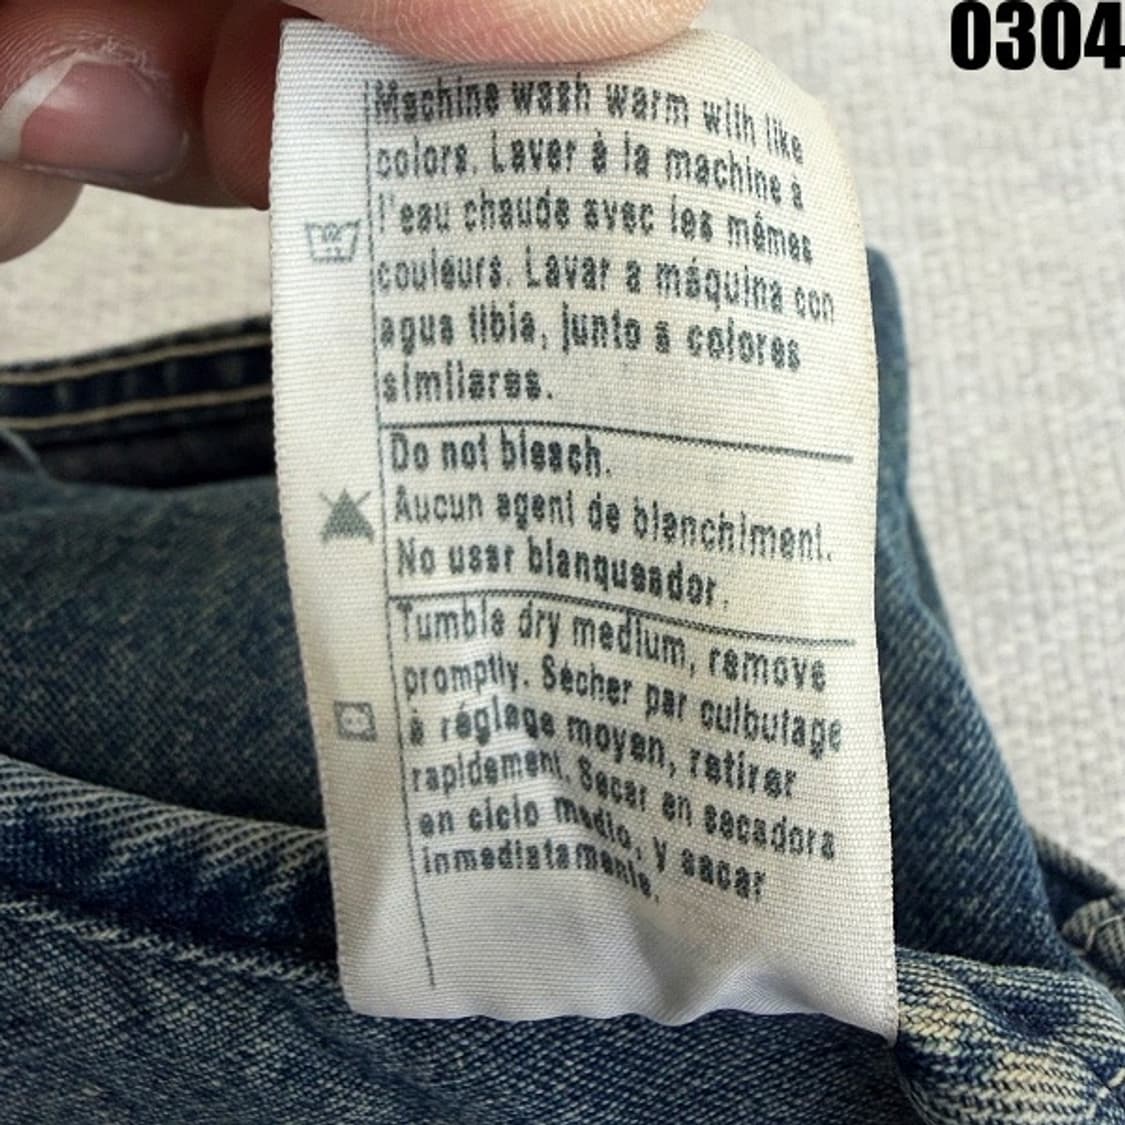 0304
Machine wash warm with like
colors. Laver à la machine à
l'eau chaude avec les mêmes
couleurs. Lavar a máquina con
agua tibia, junto a colores
similares.
Do not bleach.
Aucun agent de blanchiment.
No usar blanqueador.
Tumble dry medium, remove
promptly. Sécher par culbutage
à réglage moyen, retirer
rapidement. Secar en secadora
en ciclo medio, y sacar
inmediatamente.